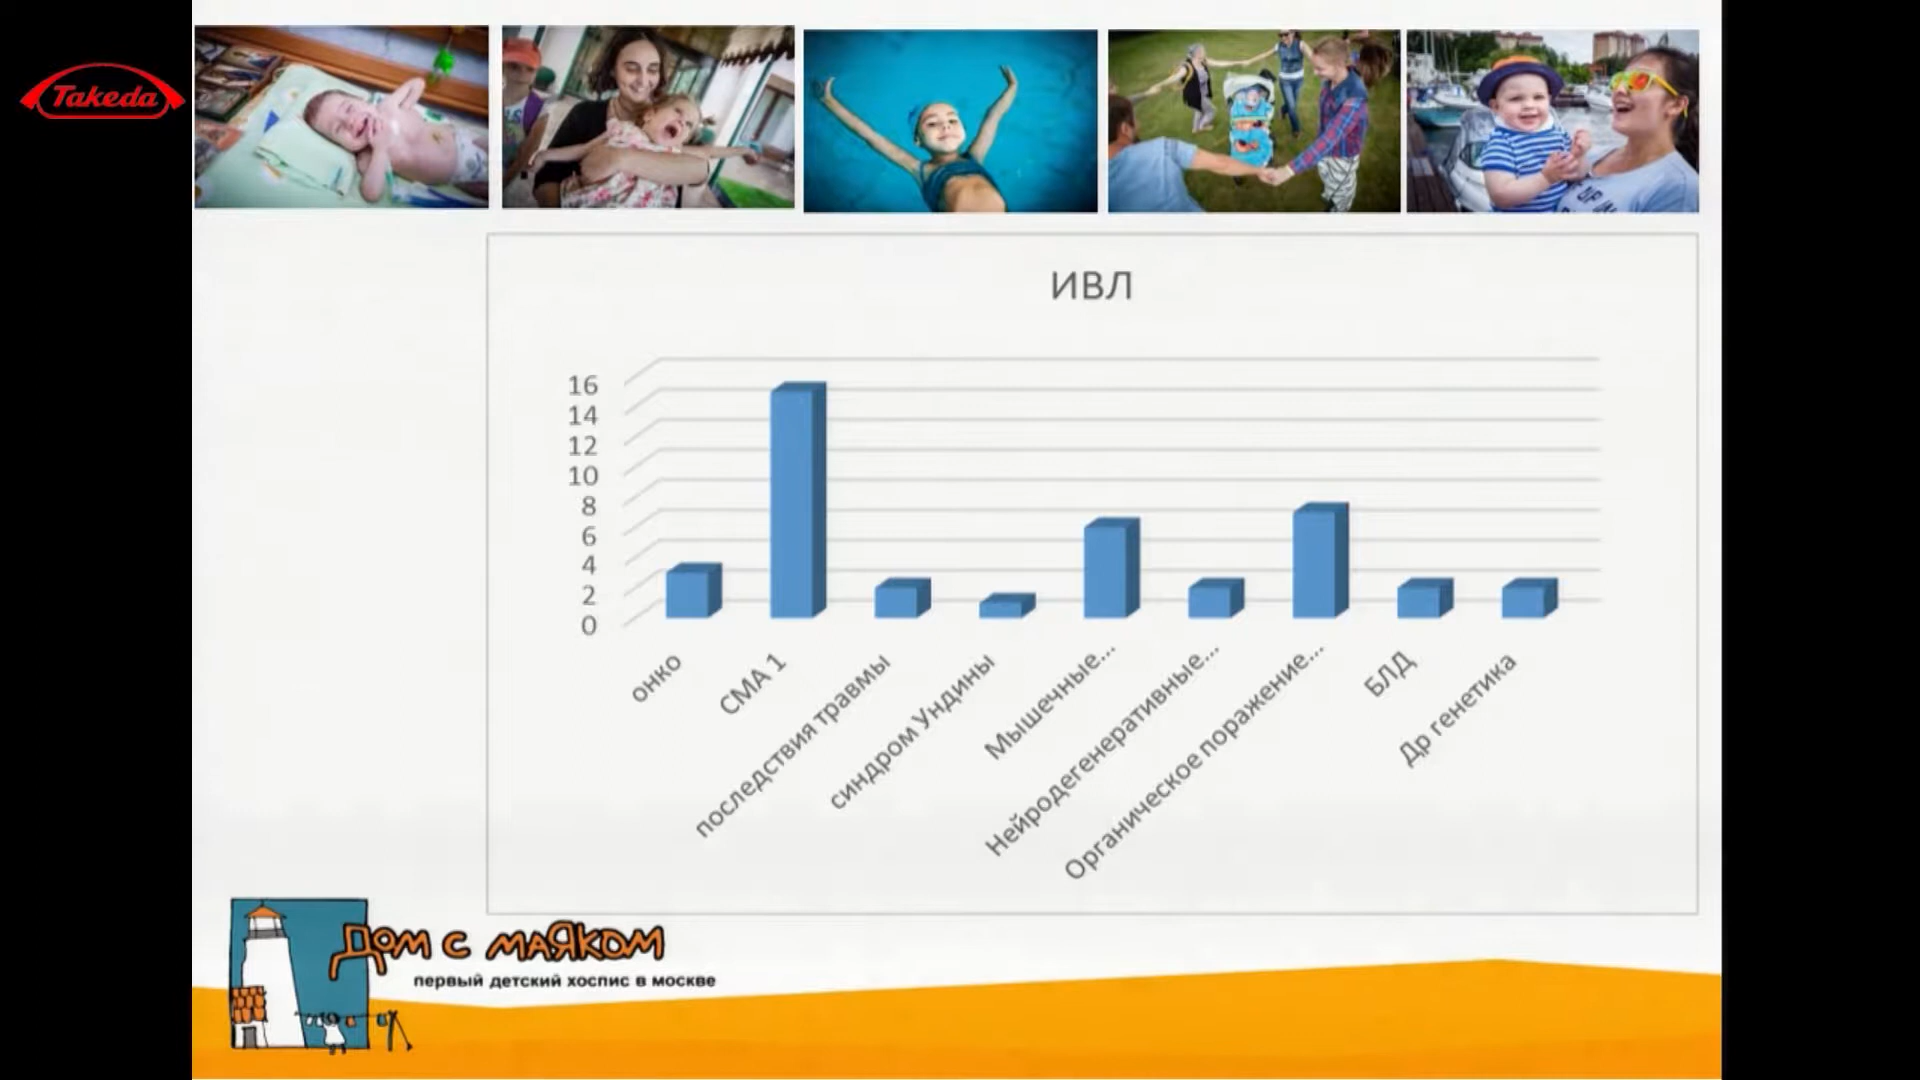 Takeda
ИВЛ
16
14
12
10
8
6
4
2
0
онко
СМА 1
последствия травмы
синдром Ундины
Мышечные...
Нейродегенеративные...
Органическое поражение...
БЛД
Др генетика
Дом с маЯком
первый детский хоспис в москве